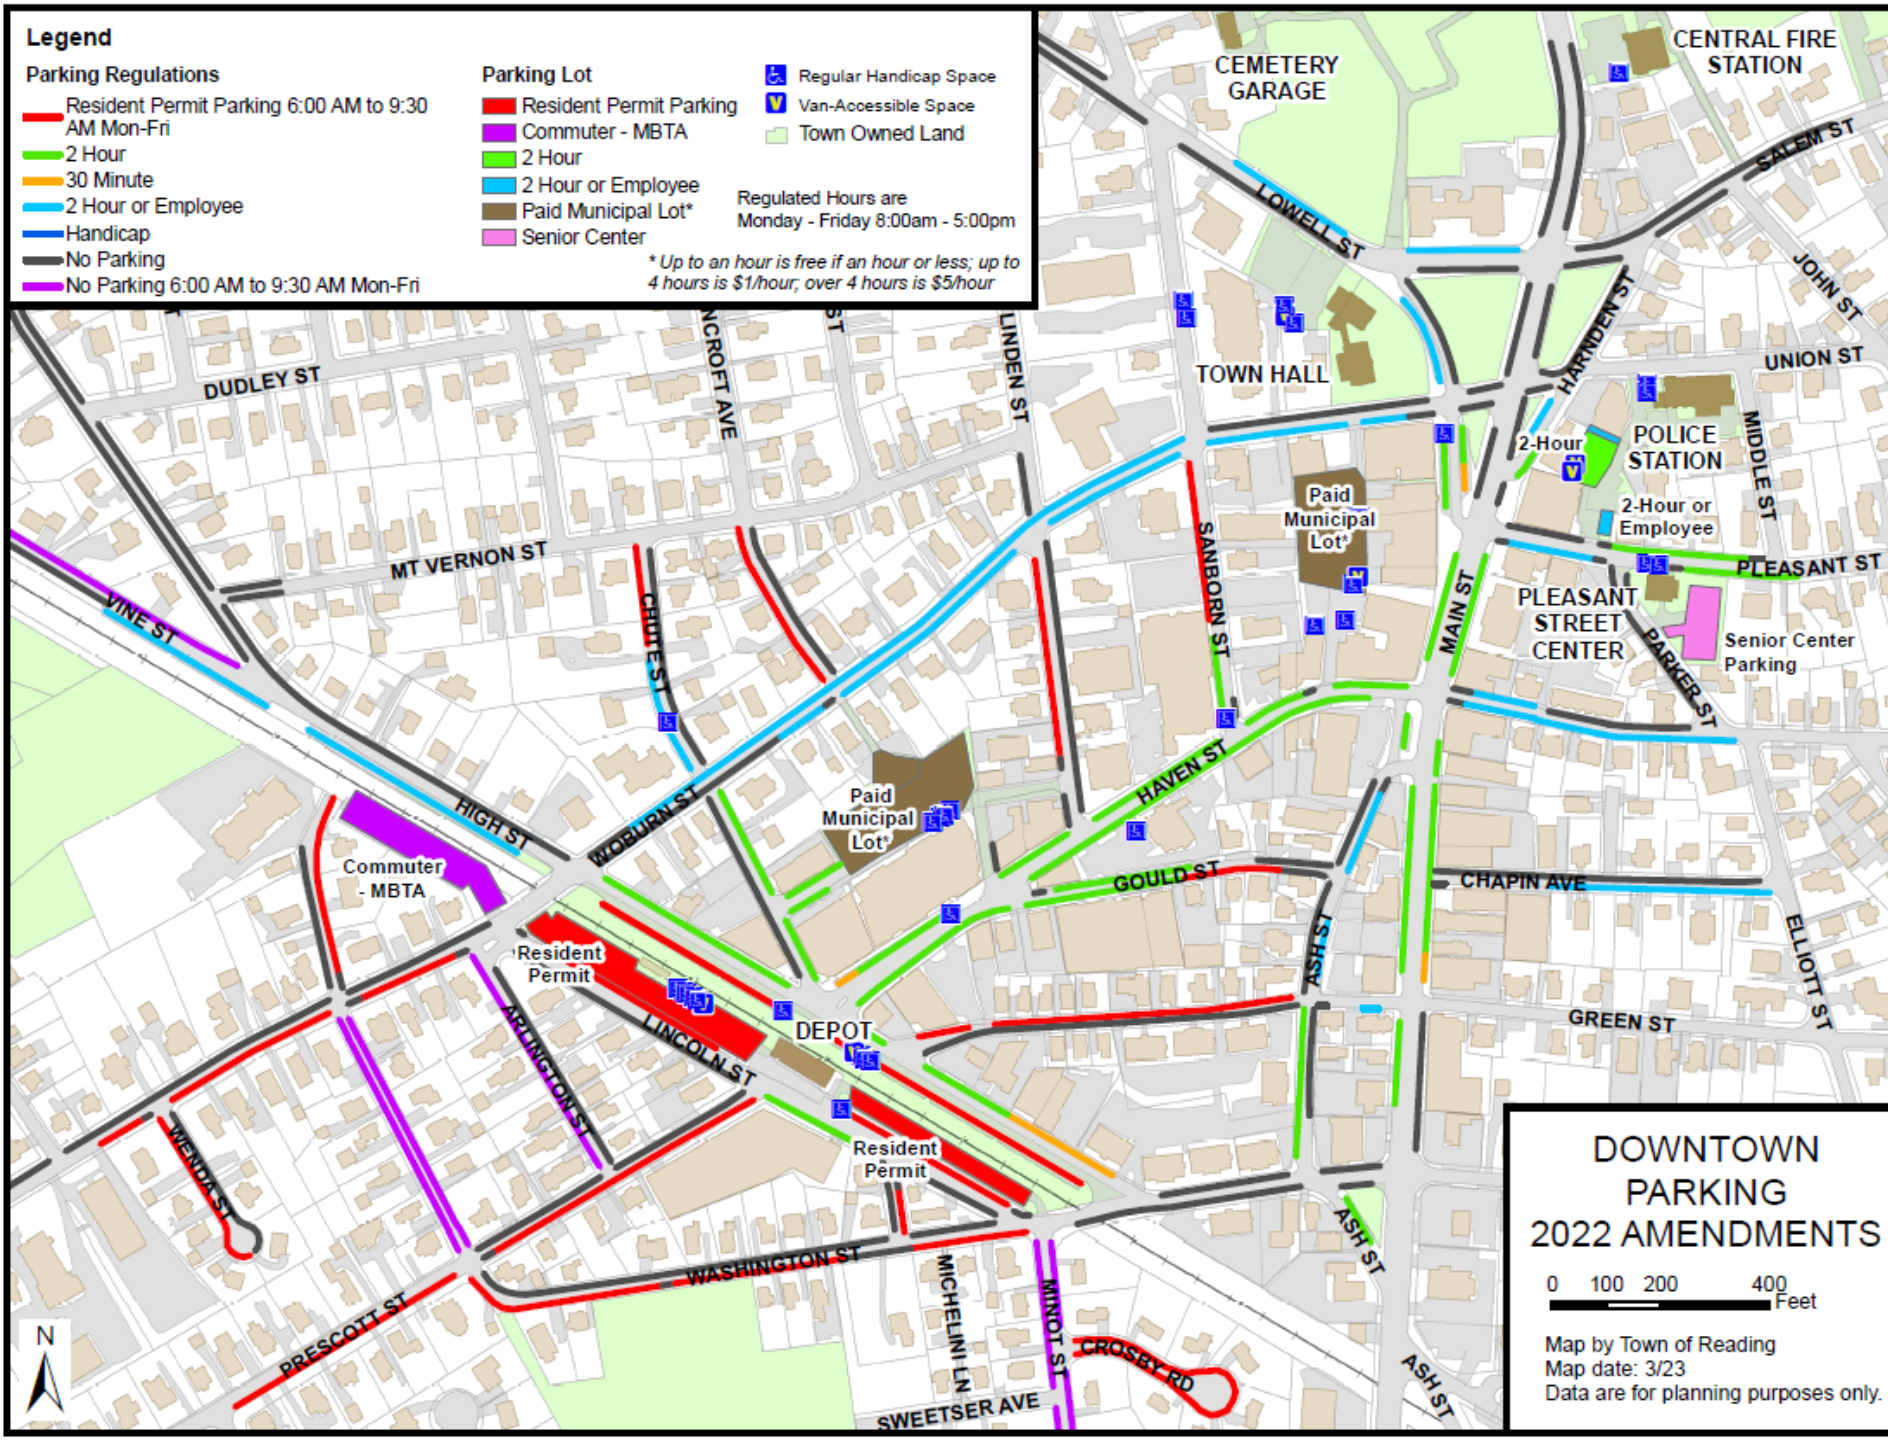 Legend
Parking Regulations
Resident Permit Parking 6:00 AM to 9:30
AM Mon-Fri
2 Hour
30 Minute
2 Hour or Employee
Handicap
No Parking
No Parking 6:00 AM to 9:30 AM Mon-Fri
Parking Lot
Resident Permit Parking
Commuter - MBTA
2 Hour
2 Hour or Employee
Paid Municipal Lot*
Senior Center
Regular Handicap Space
Van-Accessible Space
Town Owned Land
Regulated Hours are
Monday - Friday 8:00am - 5:00pm
* Up to an hour is free if an hour or less; up to
4 hours is $1/hour; over 4 hours is $5/hour
CEMETERY
GARAGE
CENTRAL FIRE
STATION
SALEM ST
LOWELL ST
JOHN ST
HARNDEN ST
UNION ST
TOWN HALL
DUDLEY ST
NCROFT AVE
ST
LINDEN ST
MIDDLE ST
2-Hour
POLICE
STATION
Paid
Municipal
Lot*
2-Hour or
Employee
SANBORN ST
MT VERNON ST
PLEASANT ST
VINE ST
CHUTE ST
MAIN ST
PLEASANT
STREET
CENTER
PARKER ST
Senior Center
Parking
HAVEN ST
HIGH ST
WOBURN ST
Paid
Municipal
Lot*
Commuter
- MBTA
GOULD ST
CHAPIN AVE
ELLIOTT ST
ASH ST
Resident
Permit
ARLINGTON ST
LINCOLN ST
DEPOT
GREEN ST
WENDA ST
Resident
Permit
ASH ST
WASHINGTON ST
PRESCOTT ST
MICHELINI LN
MINOT ST
CROSBY RD
SWEETSER AVE
ASH ST
N
DOWNTOWN
PARKING
2022 AMENDMENTS
0 100 200 400
Feet
Map by Town of Reading
Map date: 3/23
Data are for planning purposes only.